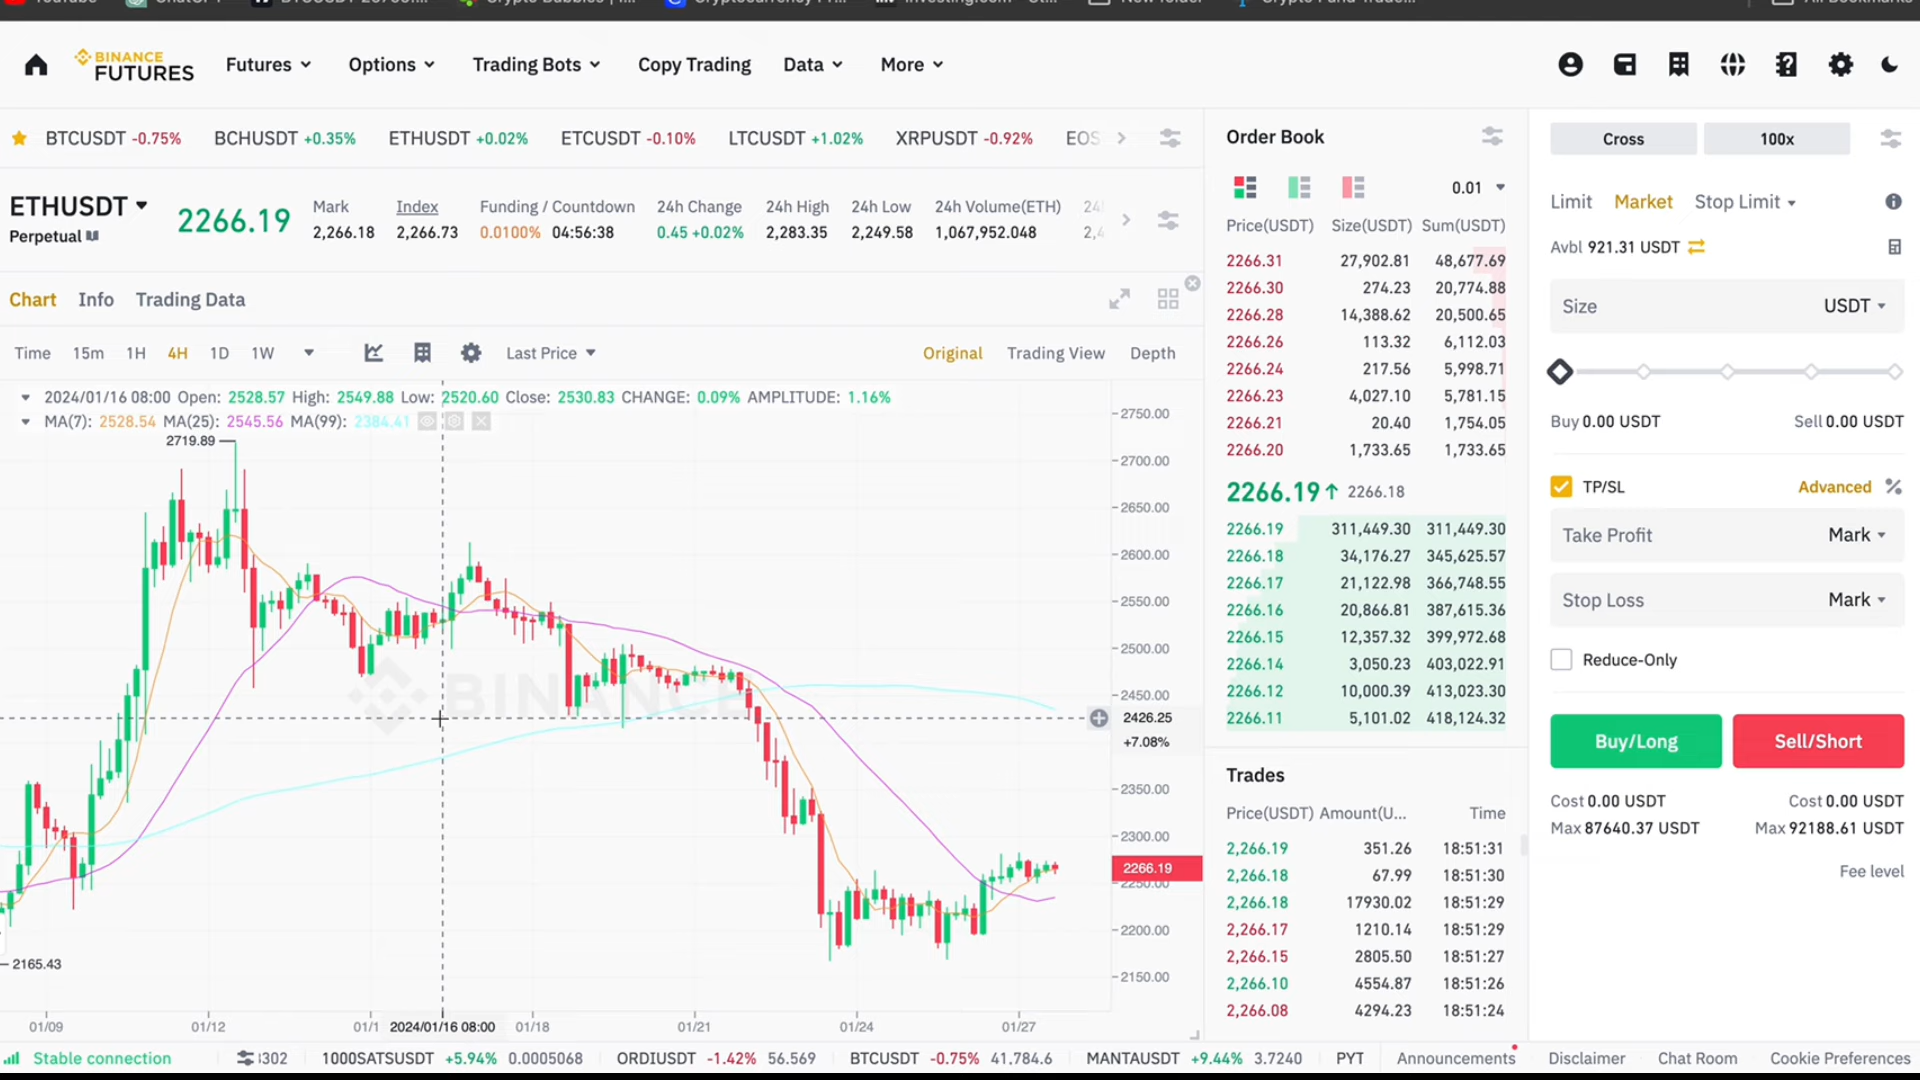 YouTube
ChatGPT
Crypto Bubbles |
New folder
All Bookmarks
BINANCE
FUTURES
Futures
Options
Trading Bots
Copy Trading
Data
More
BTCUSDT -0.75% BCHUSDT +0.35% ETHUSDT +0.02% ETCUSDT -0.10% LTCUSDT +1.02% XRPUSDT -0.92% EOS
ETHUSDT
Perpetual
2266.19
Mark
2,266.18
Index
2,266.73
Funding / Countdown
0.0100% 04:56:38
24h Change
0.45 +0.02%
24h High
2,283.35
24h Low
2,249.58
24h Volume(ETH)
1,067,952.048
Chart Info Trading Data
Time 15m 1H 4H 1D 1W
Last Price
Original Trading View Depth
2024/01/16 08:00 Open: 2528.57 High: 2549.88 Low: 2520.60 Close: 2530.83 CHANGE: 0.09% AMPLITUDE: 1.16%
MA(7): 2528.54 MA(25): 2545.56 MA(99): 2384.41
2719.89
2165.43
BINANCE
2750.00
2700.00
2650.00
2600.00
2550.00
2500.00
2450.00
2426.25
+7.08%
2350.00
2300.00
2266.19
2250.00
2200.00
2150.00
01/09 01/12 01/1 2024/01/16 08:00 01/18 01/21 01/24 01/27
Order Book
0.01
Price(USDT) Size(USDT) Sum(USDT)
2266.31 27,902.81 48,677.69
2266.30 274.23 20,774.88
2266.28 14,388.62 20,500.65
2266.26 113.32 6,112.03
2266.24 217.56 5,998.71
2266.23 4,027.10 5,781.15
2266.21 20.40 1,754.05
2266.20 1,733.65 1,733.65
2266.19 2266.18
2266.19 311,449.30 311,449.30
2266.18 34,176.27 345,625.57
2266.17 21,122.98 366,748.55
2266.16 20,866.81 387,615.36
2266.15 12,357.32 399,972.68
2266.14 3,050.23 403,022.91
2266.12 10,000.39 413,023.30
2266.11 5,101.02 418,124.32
Trades
Price(USDT) Amount(U... Time
2,266.19 351.26 18:51:31
2,266.18 67.99 18:51:30
2,266.18 17930.02 18:51:29
2,266.17 1210.14 18:51:29
2,266.15 2805.50 18:51:27
2,266.10 4554.87 18:51:26
2,266.08 4294.23 18:51:24
Cross 100x
Limit Market Stop Limit
Avbl 921.31 USDT
Size USDT
Buy 0.00 USDT Sell 0.00 USDT
TP/SL Advanced
Take Profit Mark
Stop Loss Mark
Reduce-Only
Buy/Long Sell/Short
Cost 0.00 USDT Cost 0.00 USDT
Max 87640.37 USDT Max 92188.61 USDT
Fee level
Stable connection
302 1000SATSUSDT +5.94% 0.0005068 ORDIUSDT -1.42% 56.569 BTCUSDT -0.75% 41,784.6 MANTAUSDT +9.44% 3.7240 PYT
Announcements Disclaimer Chat Room Cookie Preferences